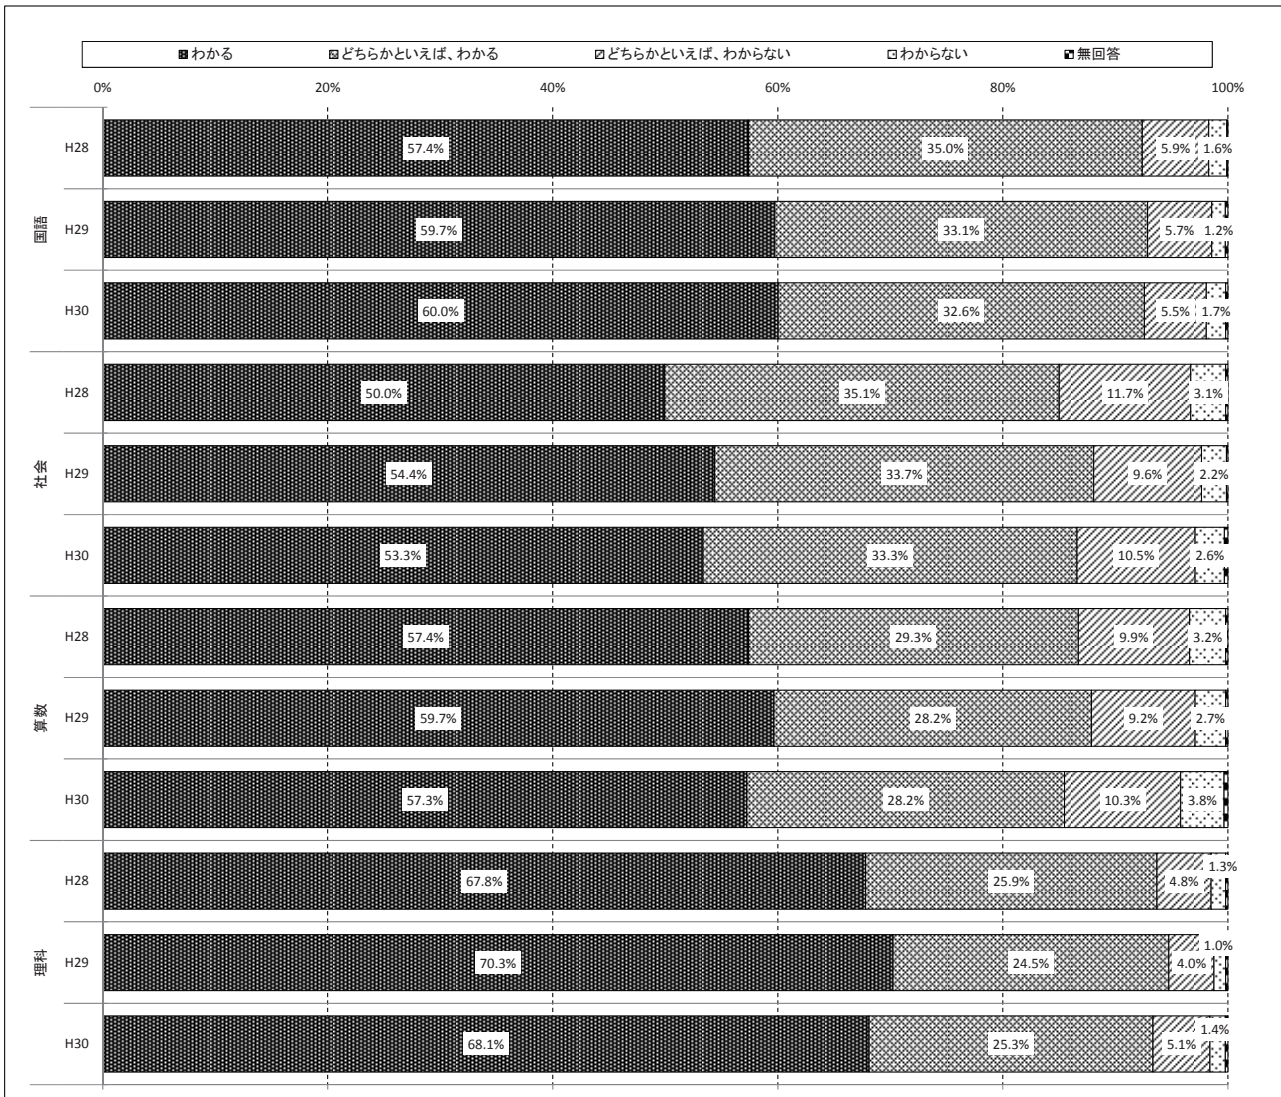 わかる どちらかといえば、わかる どちらかといえば、わからない わからない 無回答
0% 20% 40% 60% 80% 100%
国語
H28 57.4% 35.0% 5.9% 1.6%
H29 59.7% 33.1% 5.7% 1.2%
H30 60.0% 32.6% 5.5% 1.7%
社会
H28 50.0% 35.1% 11.7% 3.1%
H29 54.4% 33.7% 9.6% 2.2%
H30 53.3% 33.3% 10.5% 2.6%
算数
H28 57.4% 29.3% 9.9% 3.2%
H29 59.7% 28.2% 9.2% 2.7%
H30 57.3% 28.2% 10.3% 3.8%
理科
H28 67.8% 25.9% 4.8% 1.3%
H29 70.3% 24.5% 4.0% 1.0%
H30 68.1% 25.3% 5.1% 1.4%